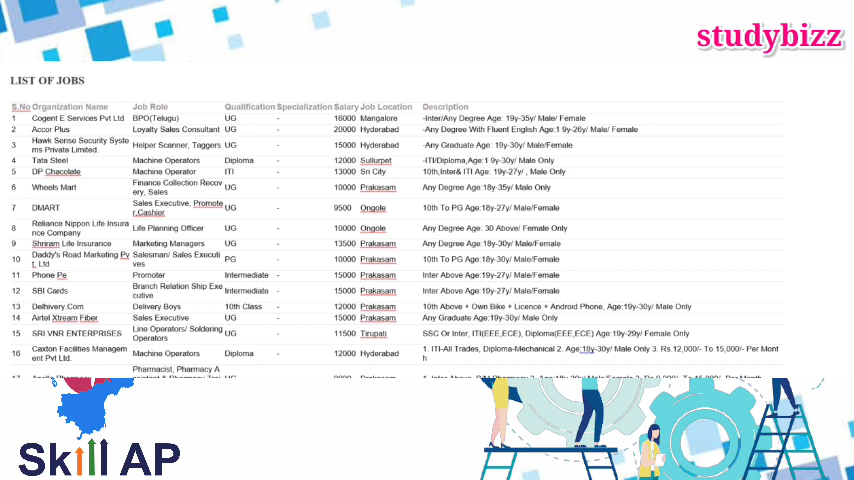 studybizz
LIST OF JOBS
S.No Organization Name Job Role Qualification Specialization Salary Job Location Description
1 Cogent E Services Pvt Ltd BPO(Telugu) UG - 16000 Mangalore -Inter/Any Degree Age: 19y-35y/ Male/ Female
2 Accor Plus Loyalty Sales Consultant UG - 20000 Hyderabad -Any Degree With Fluent English Age:1 9y-26y/ Male/ Female
3 Hawk Sense Security Syste ms Private Limited. Helper Scanner, Taggers UG - 15000 Hyderabad -Any Graduate Age: 19y-30y/ Male/Female
4 Tata Steel Machine Operators Diploma - 12000 Sullurpet -ITI/Diploma,Age:1 9y-30y/ Male Only
5 DP Chacolate Machine Operator ITI - 13000 Sri City 10th,Inter& ITI Age: 19y-27y/ , Male Only
6 Wheels Mart Finance Collection Recov ery, Sales UG - 10000 Prakasam Any Degree Age:18y-35y/ Male Only
7 DMART Sales Executive, Promote r,Cashier UG - 9500 Ongole 10th To PG Age:18y-27y/ Male/Female
8 Reliance Nippon Life Insura nce Company Life Planning Officer UG - 10000 Ongole Any Degree Age: 30 Above/ Female Only
9 Shriram Life Insurance Marketing Managers UG - 13500 Prakasam Any Degree Age:18y-30y/ Male/Female
10 Daddy's Road Marketing Pv t. Ltd Salesman/ Sales Executi ves PG - 10000 Prakasam 10th To PG Age:18y-30y/ Male/Female
11 Phone Pe Promoter Intermediate - 15000 Prakasam Inter Above Age:19y-27y/ Male/Female
12 SBI Cards Branch Relation Ship Exe cutive Intermediate - 15000 Prakasam Inter Above Age:19y-27y/ Male/Female
13 Delhivery.Com Delivery Boys 10th Class - 12000 Prakasam 10th Above + Own Bike + Licence + Android Phone, Age:19y-30y/ Male Only
14 Airtel Xtream Fiber Sales Executive UG - 15000 Prakasam Any Graduate Age:19y-30y/ Male Only
15 SRI VNR ENTERPRISES Line Operators/ Soldering Operators UG - 11500 Tirupati SSC Or Inter, ITI(EEE,ECE), Diploma(EEE,ECE) Age:19y-29y/ Female Only
16 Caxton Facilities Managem ent Pvt Ltd. Machine Operators Diploma - 12000 Hyderabad 1. ITI-All Trades, Diploma-Mechanical 2. Age:18y-30y/ Male Only 3. Rs.12,000/- To 15,000/- Per Mont h
Pharmacist, Pharmacy A
Skill AP